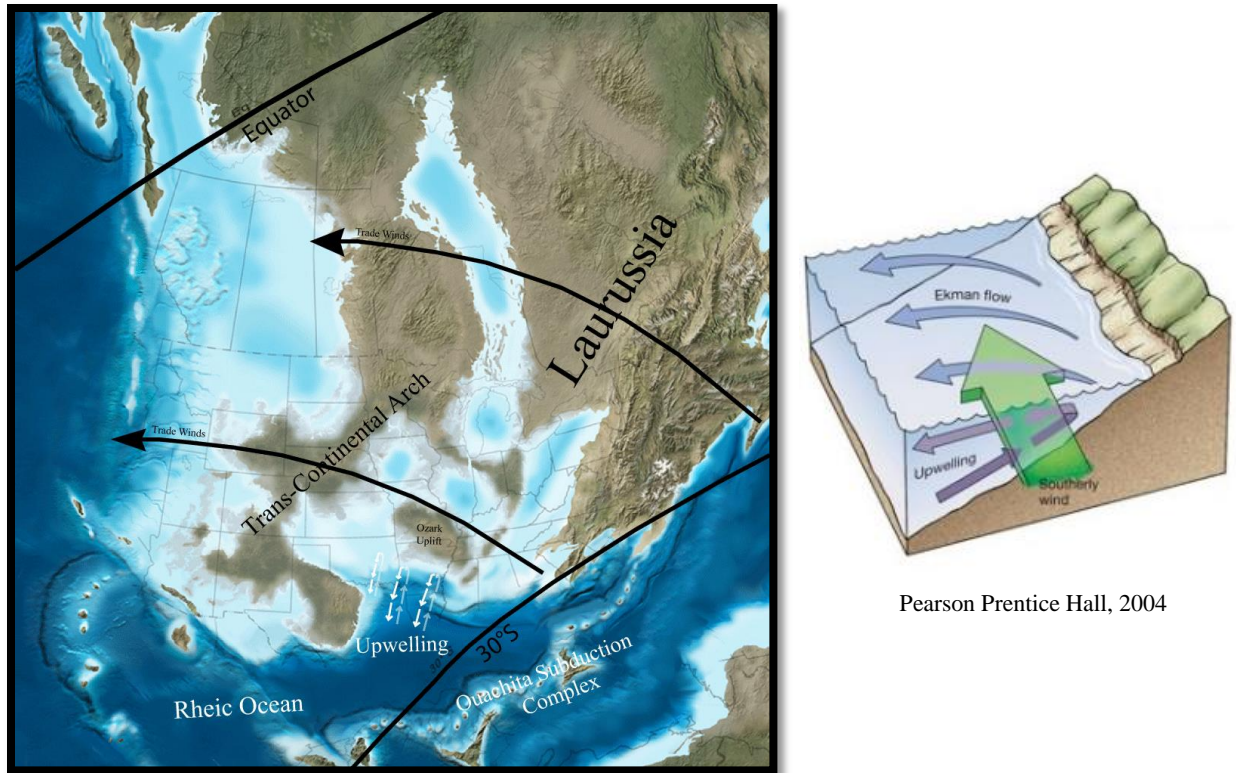 Equator
Trade Winds
Laurussia
Trans-Continental Arch
Trade Winds
Ozark
Uplift
Upwelling
30°S
30°S
Rheic Ocean
Ouachita Subduction
Complex
Ekman flow
Upwelling
Southerly
wind
Pearson Prentice Hall, 2004